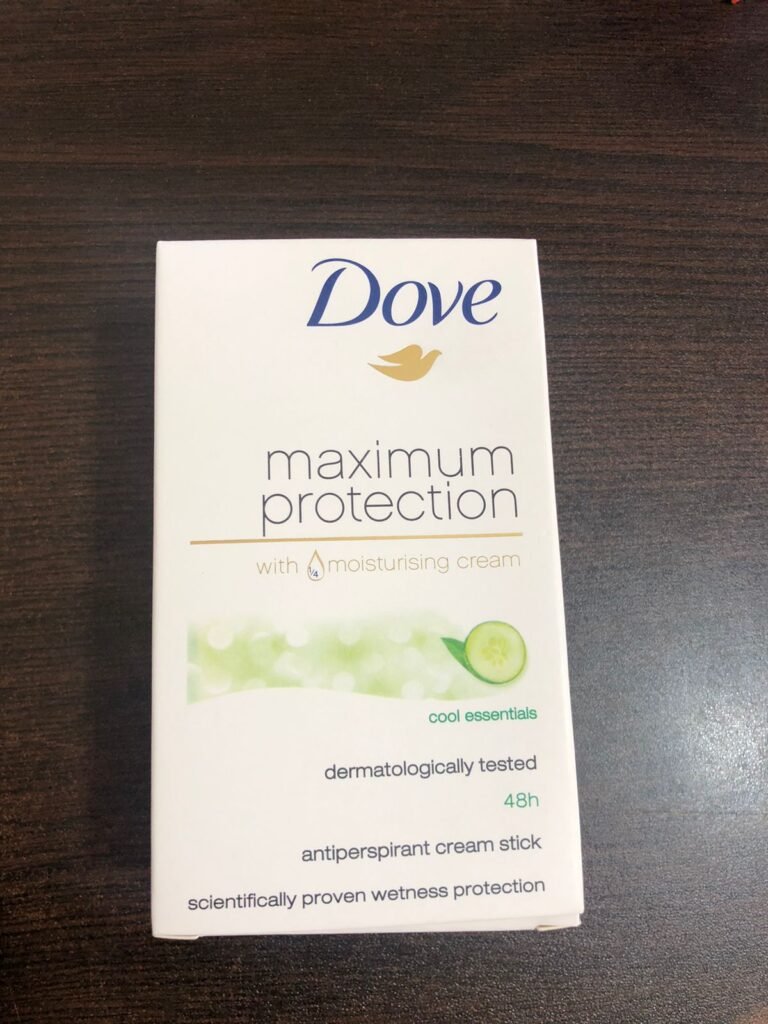 Dove
maximum
protection
with 1/4 moisturising cream
cool essentials
dermatologically tested
48h
antiperspirant cream stick
scientifically proven wetness protection